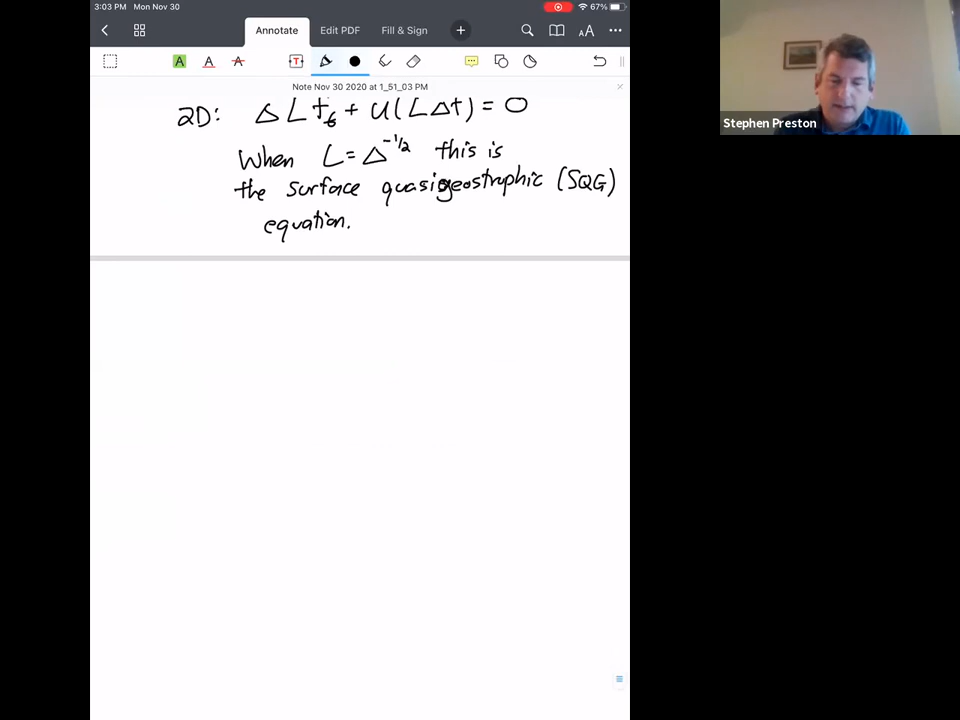 3:03 PM Mon Nov 30
67%
Annotate
Edit PDF
Fill & Sign
Note Nov 30 2020 at 1_51_03 PM
2D: Δ L f_t + U(LΔf) = 0
When L = Δ^{-1/2} this is
the surface quasigeostrophic (SQG)
equation.
Stephen Preston